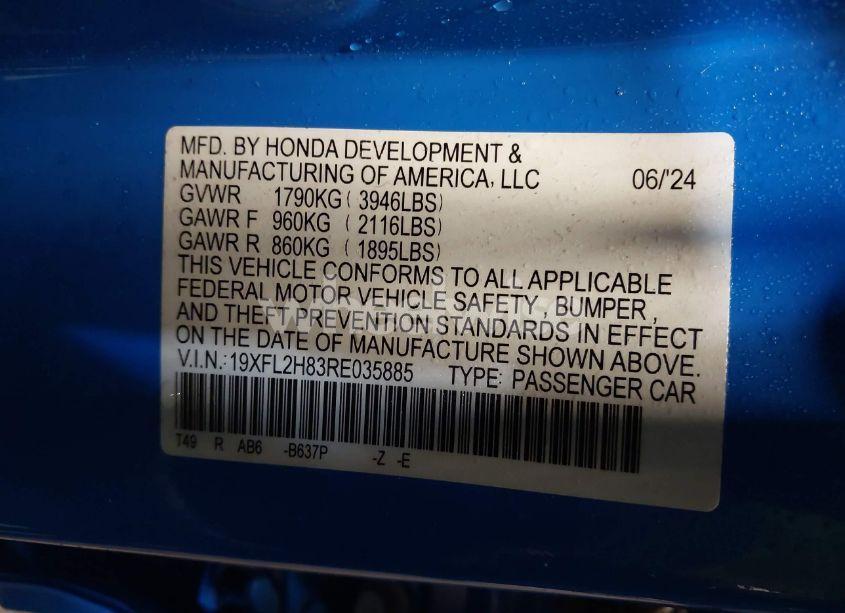 MFD. BY HONDA DEVELOPMENT &
MANUFACTURING OF AMERICA, LLC 06/'24
GVWR 1790KG ( 3946LBS)
GAWR F 960KG ( 2116LBS)
GAWR R 860KG ( 1895LBS)
THIS VEHICLE CONFORMS TO ALL APPLICABLE
FEDERAL MOTOR VEHICLE SAFETY, BUMPER,
AND THEFT PREVENTION STANDARDS IN EFFECT
ON THE DATE OF MANUFACTURE SHOWN ABOVE.
V.I.N.: 19XFL2H83RE035885 TYPE: PASSENGER CAR
T49 R AB6 -B637P -Z -E